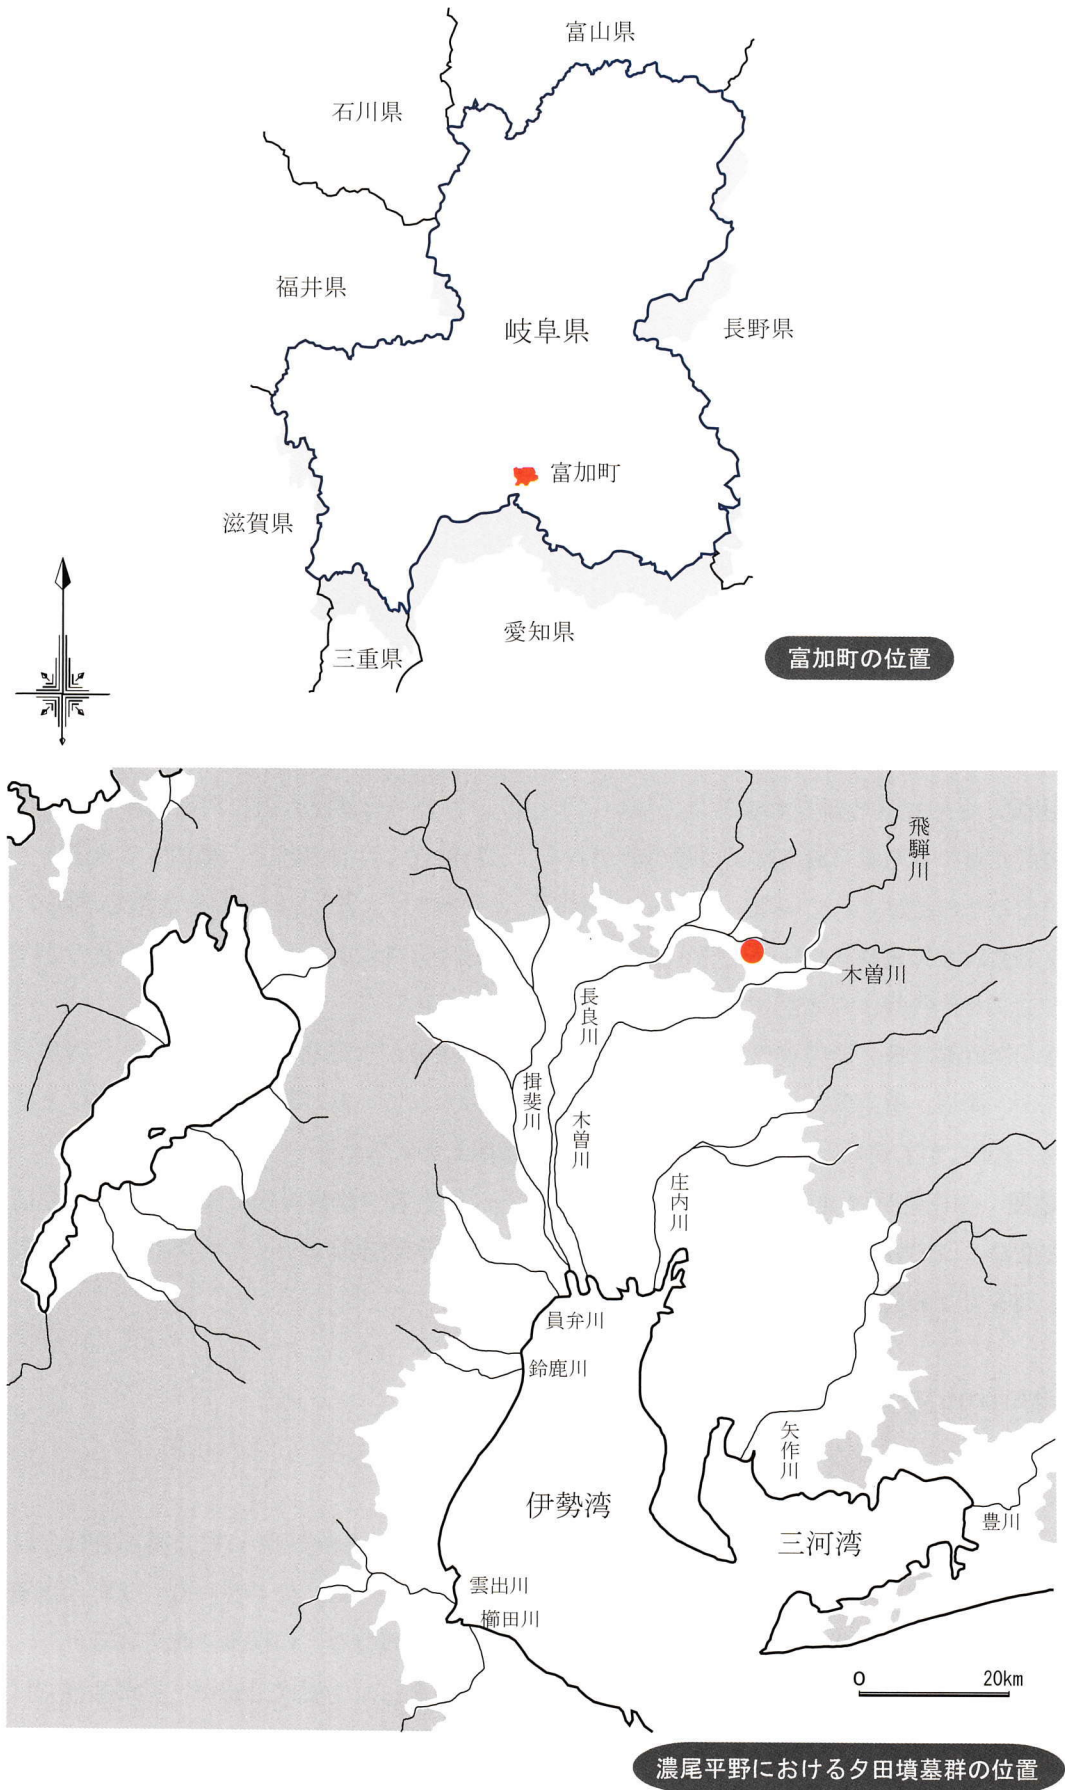 富山県
石川県
福井県
岐阜県
長野県
富加町
滋賀県
愛知県
三重県
富加町の位置
飛騨川
木曽川
長良川
揖斐川
木曽川
庄内川
員弁川
鈴鹿川
矢作川
伊勢湾
豊川
三河湾
雲出川
櫛田川
0 20km
濃尾平野における夕田墳墓群の位置